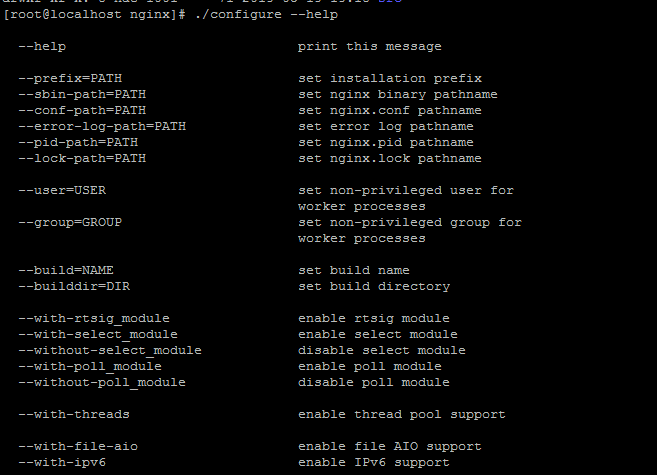 [root@localhost nginx]# ./configure --help
--help print this message
--prefix=PATH set installation prefix
--sbin-path=PATH set nginx binary pathname
--conf-path=PATH set nginx.conf pathname
--error-log-path=PATH set error log pathname
--pid-path=PATH set nginx.pid pathname
--lock-path=PATH set nginx.lock pathname
--user=USER set non-privileged user for
worker processes
--group=GROUP set non-privileged group for
worker processes
--build=NAME set build name
--builddir=DIR set build directory
--with-rtsig_module enable rtsig module
--with-select_module enable select module
--without-select_module disable select module
--with-poll_module enable poll module
--without-poll_module disable poll module
--with-threads enable thread pool support
--with-file-aio enable file AIO support
--with-ipv6 enable IPv6 support